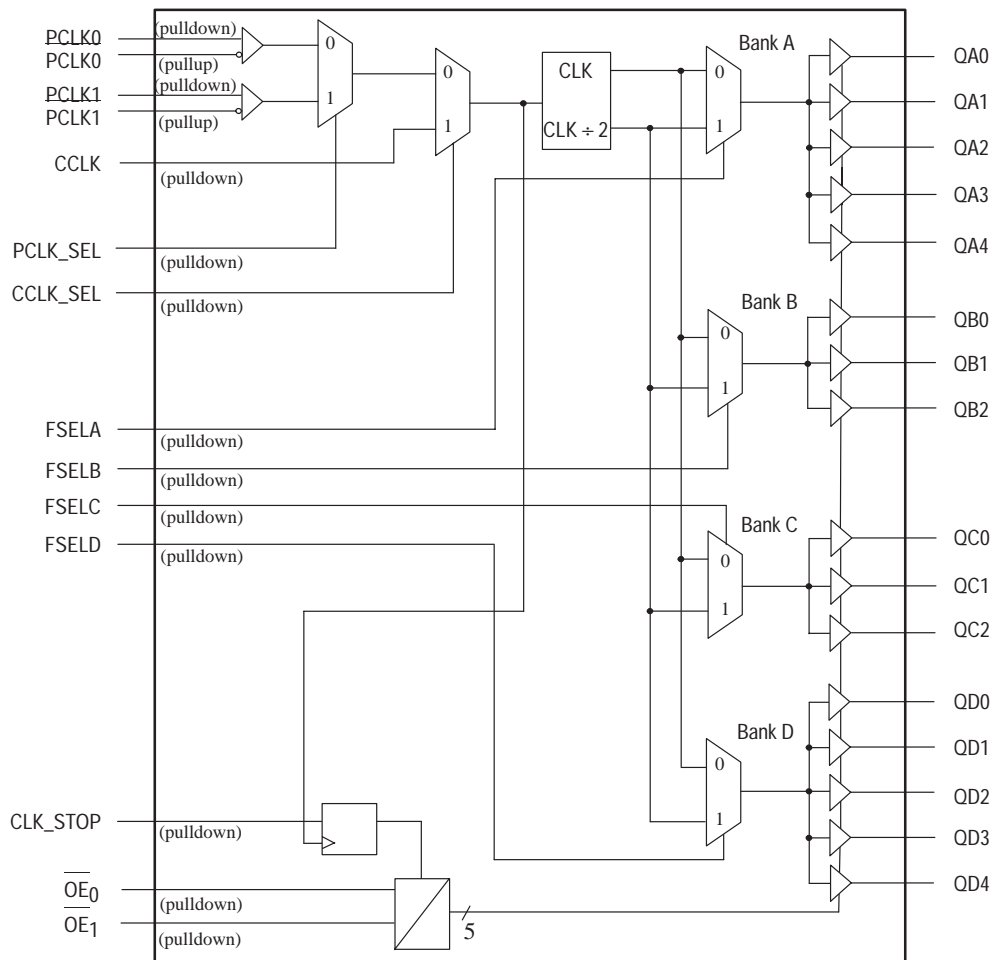 PCLK0
(pulldown)
PCLK0
(pullup)
PCLK1
(pulldown)
PCLK1
(pullup)
CCLK
(pulldown)
PCLK_SEL
(pulldown)
CCLK_SEL
(pulldown)
FSELA
(pulldown)
FSELB
(pulldown)
FSELC
(pulldown)
FSELD
(pulldown)
CLK_STOP
(pulldown)
OE0
(pulldown)
OE1
(pulldown)
0
1
0
1
CLK
CLK ÷ 2
5
Bank A
0
1
QA0
QA1
QA2
QA3
QA4
Bank B
0
1
QB0
QB1
QB2
Bank C
0
1
QC0
QC1
QC2
Bank D
0
1
QD0
QD1
QD2
QD3
QD4